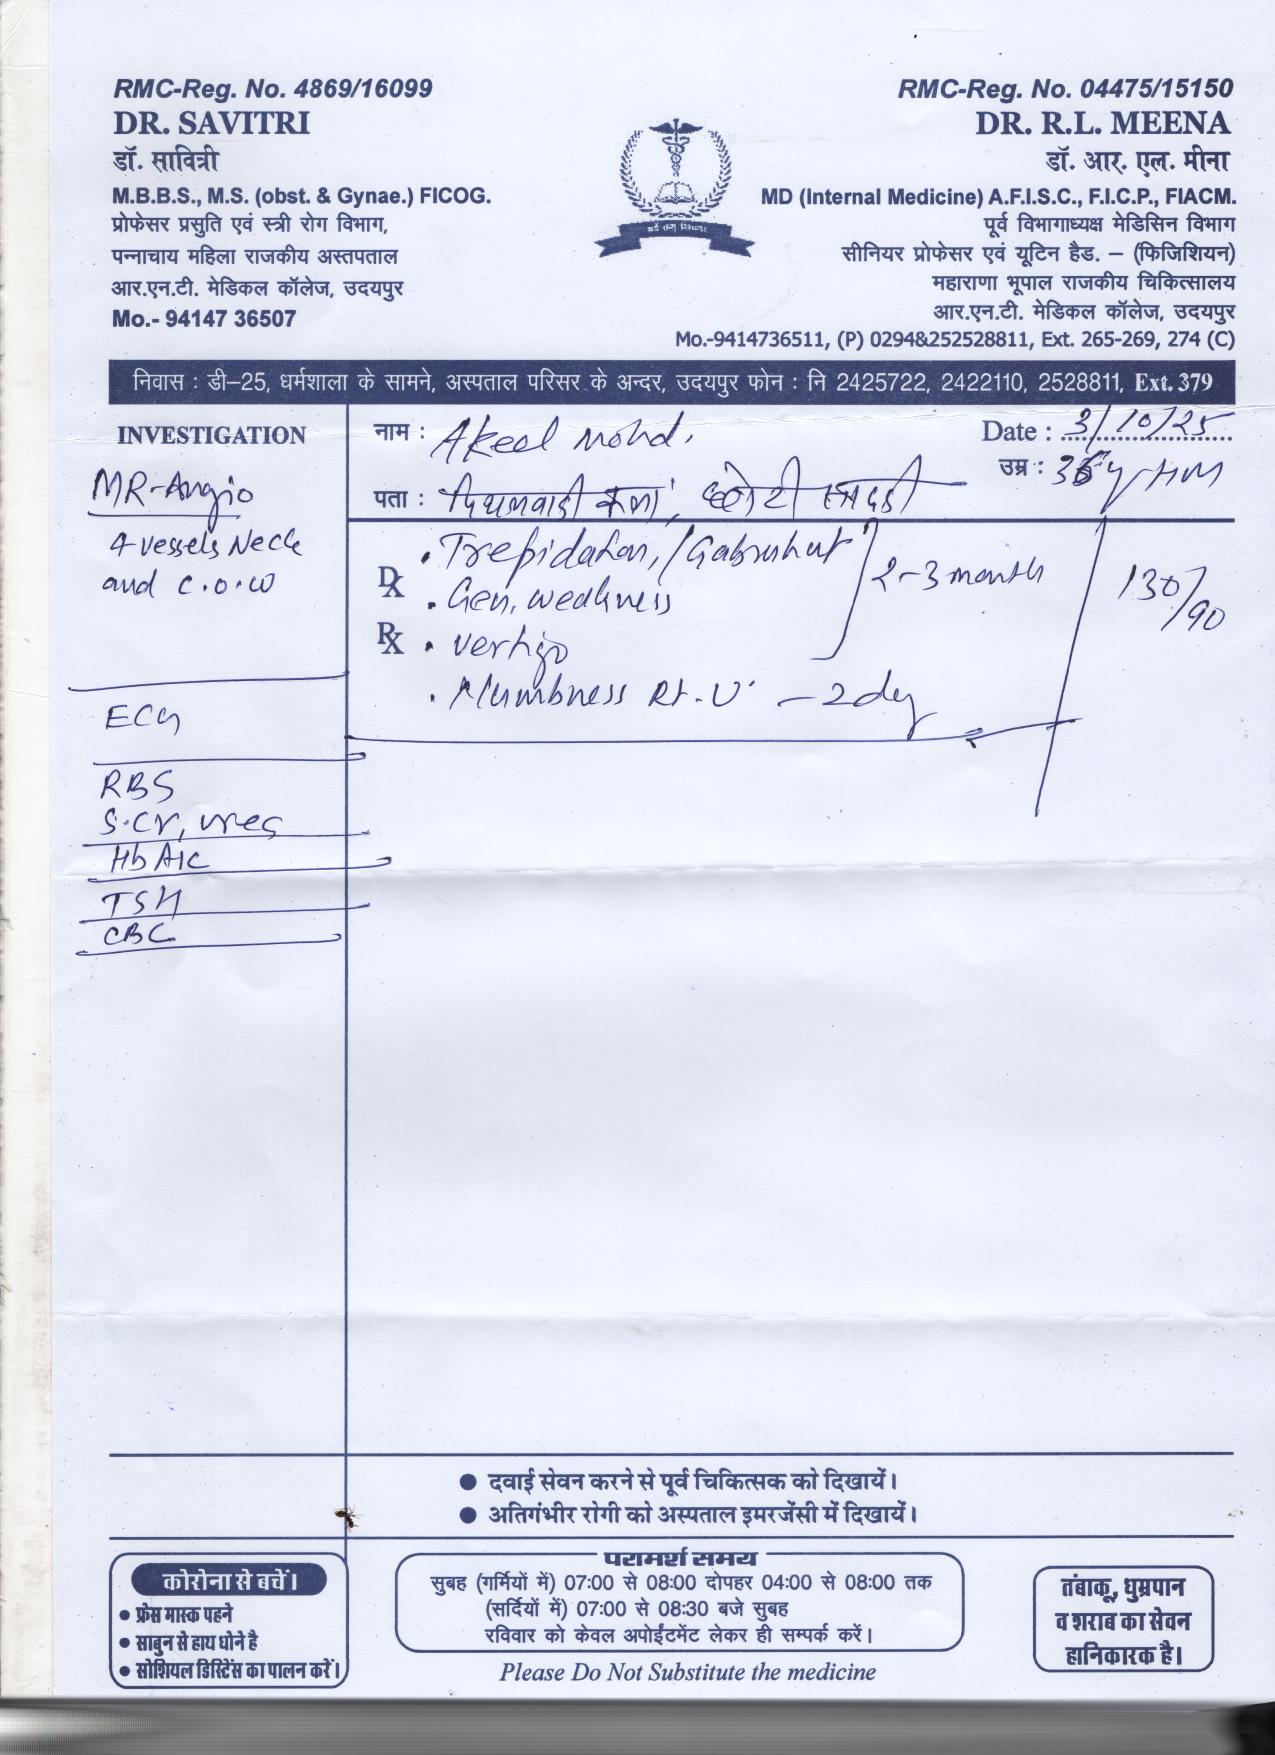 RMC-Reg. No. 4869/16099
DR. SAVITRI
डॉ. सावित्री
M.B.B.S., M.S. (obst. & Gynae.) FICOG.
प्रोफेसर प्रसुति एवं स्त्री रोग विभाग,
पन्नाधाय महिला राजकीय अस्तपताल
आर.एन.टी. मेडिकल कॉलेज, उदयपुर
Mo.- 94147 36507
RMC-Reg. No. 04475/15150
DR. R.L. MEENA
डॉ. आर. एल. मीना
MD (Internal Medicine) A.F.I.S.C., F.I.C.P., FIACM.
पूर्व विभागाध्यक्ष मेडिसिन विभाग
सीनियर प्रोफेसर एवं यूटिन हैड. – (फिजिशियन)
महाराणा भूपाल राजकीय चिकित्सालय
आर.एन.टी. मेडिकल कॉलेज, उदयपुर
Mo.-9414736511, (P) 0294&252528811, Ext. 265-269, 274 (C)
निवास : डी–25, धर्मशाला के सामने, अस्पताल परिसर के अन्दर, उदयपुर फोन : नि 2425722, 2422110, 2528811, Ext. 379
नाम : Akeel Mohd.
Date : 3/10/25
उम्र :
पता :
INVESTIGATION
MR-Angio
4 vessels Neck
and C.O.W
ECG
RBS
S.Cr, urea
HbA1C
TSH
CBC
Dx
Rx
. Trepidation, /Gabrahat
. Gen. weakness
. vertigo
2-3 month
. Numbness Rt. U - 2 day
130/90
● दवाई सेवन करने से पूर्व चिकित्सक को दिखायें।
● अतिगंभीर रोगी को अस्पताल इमरजेंसी में दिखायें।
कोरोना से बचें।
● फ्रेस मास्क पहने
● साबुन से हाथ धोने है
● सोशियल डिस्टिेंस का पालन करें।
परामर्श समय
सुबह (गर्मियों में) 07:00 से 08:00 दोपहर 04:00 से 08:00 तक
(सर्दियों में) 07:00 से 08:30 बजे सुबह
रविवार को केवल अपोईंटमेंट लेकर ही सम्पर्क करें।
Please Do Not Substitute the medicine
तंबाकू, धुम्रपान
व शराब का सेवन
हानिकारक है।